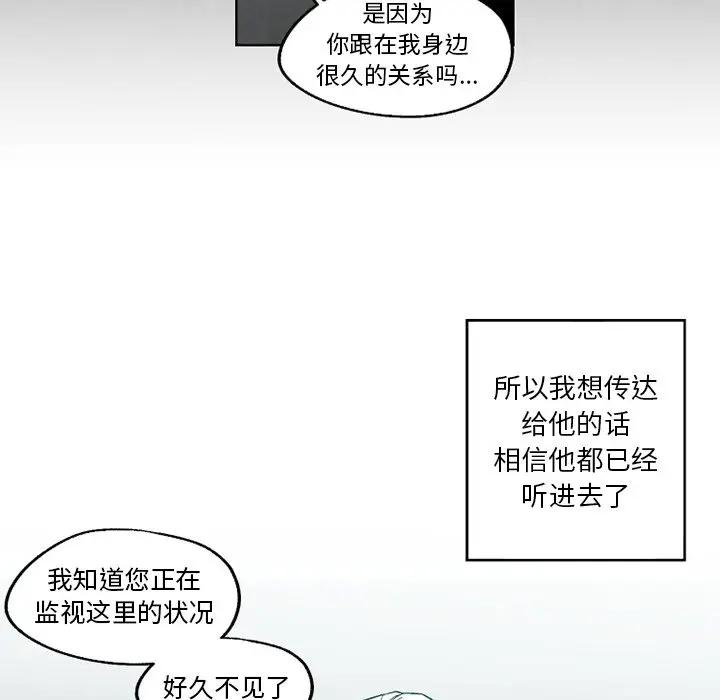 是因为
你跟在我身边
很久的关系吗...
所以我想传达
给他的话
相信他都已经
听进去了
我知道您正在
监视这里的状况
好久不见了